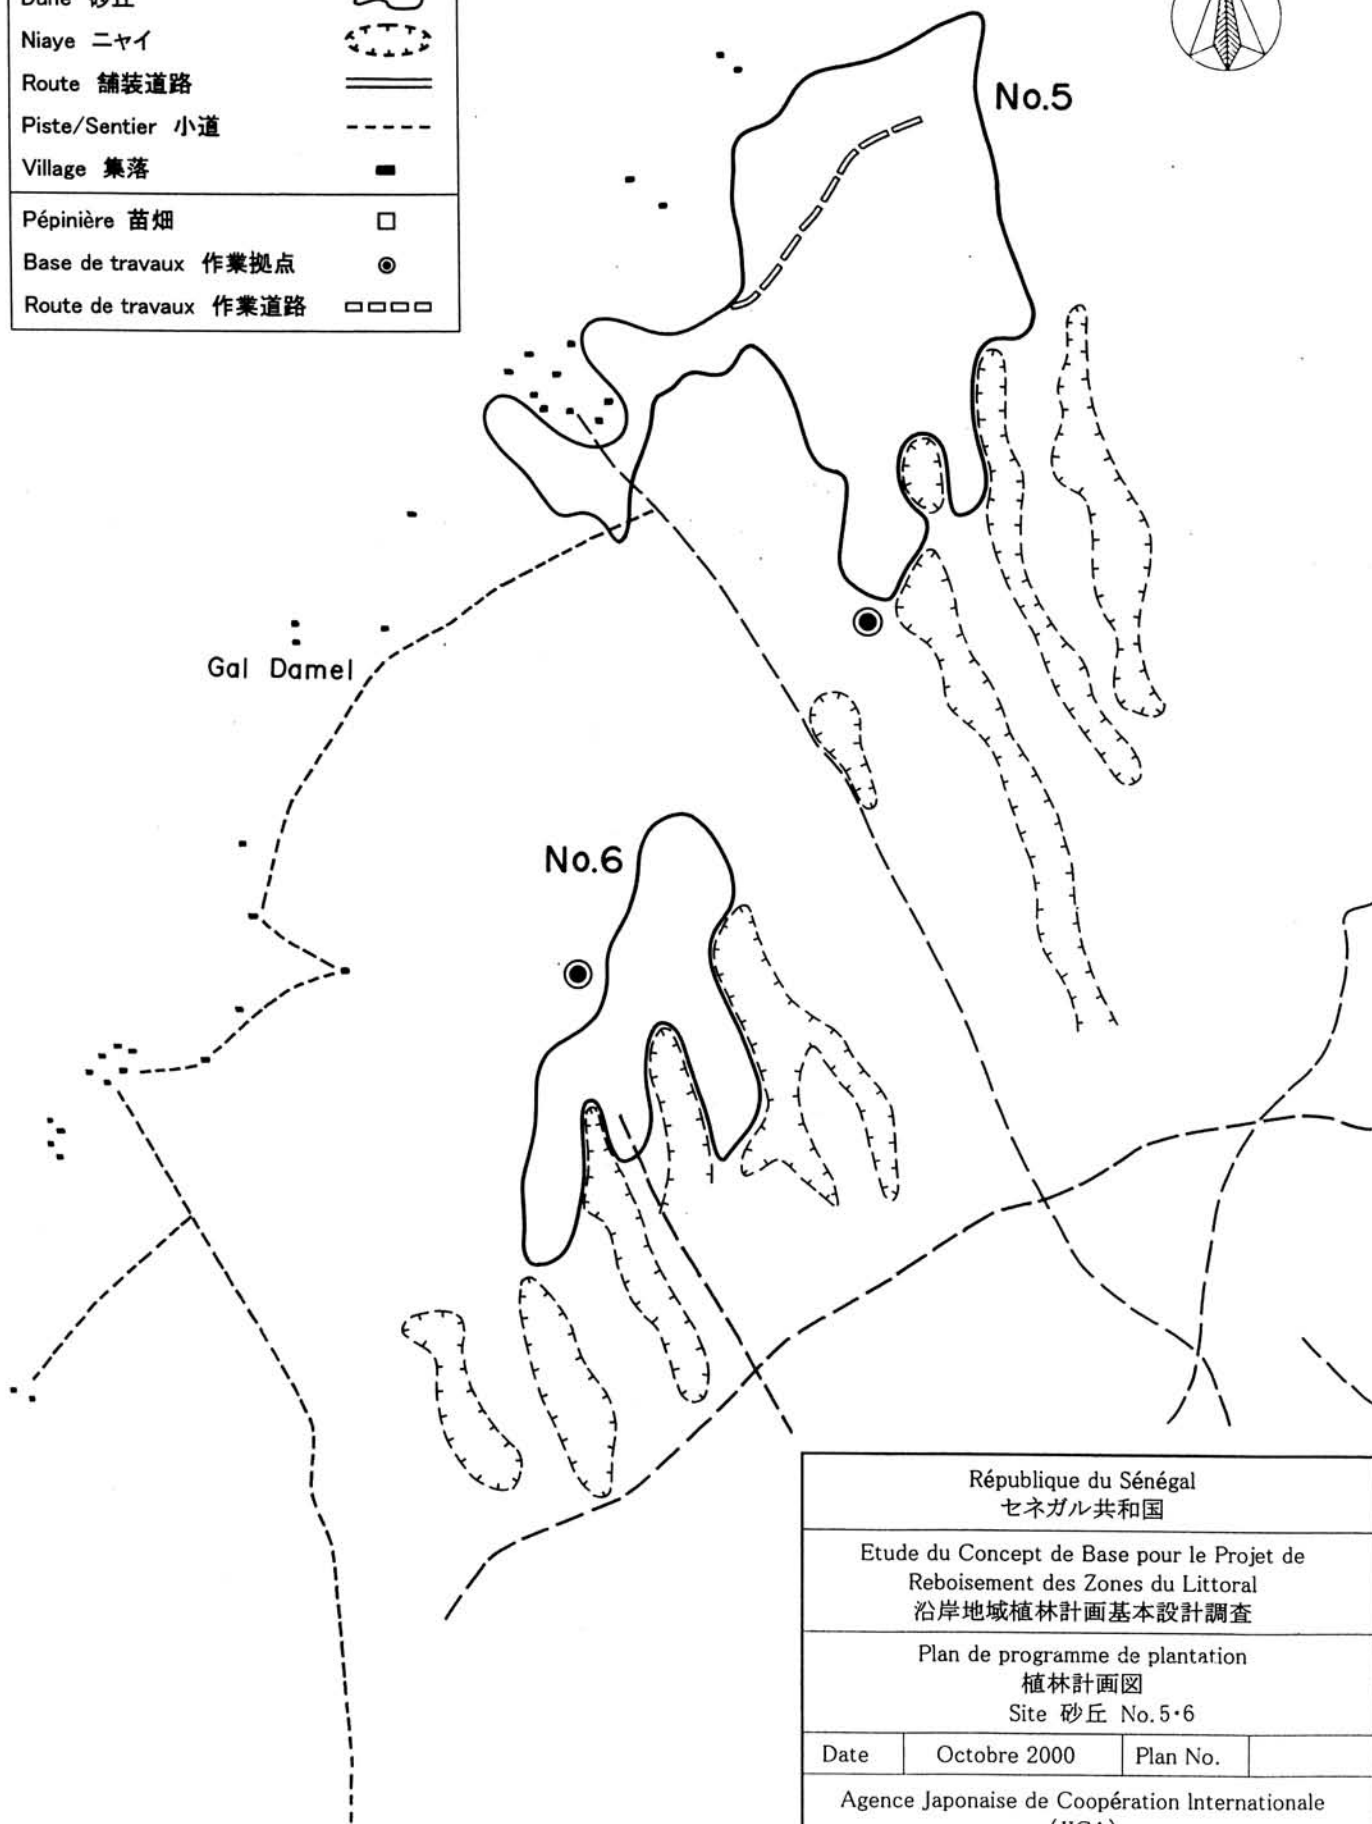 Dune 砂丘
Niaye ニャイ
Route 舗装道路
Piste/Sentier 小道
Village 集落
Pépinière 苗畑
Base de travaux 作業拠点
Route de travaux 作業道路
No.5
Gal Damel
No.6
République du Sénégal
セネガル共和国
Etude du Concept de Base pour le Projet de
Reboisement des Zones du Littoral
沿岸地域植林計画基本設計調査
Plan de programme de plantation
植林計画図
Site 砂丘 No.5・6
Date Octobre 2000 Plan No.
Agence Japonaise de Coopération Internationale
(JICA)